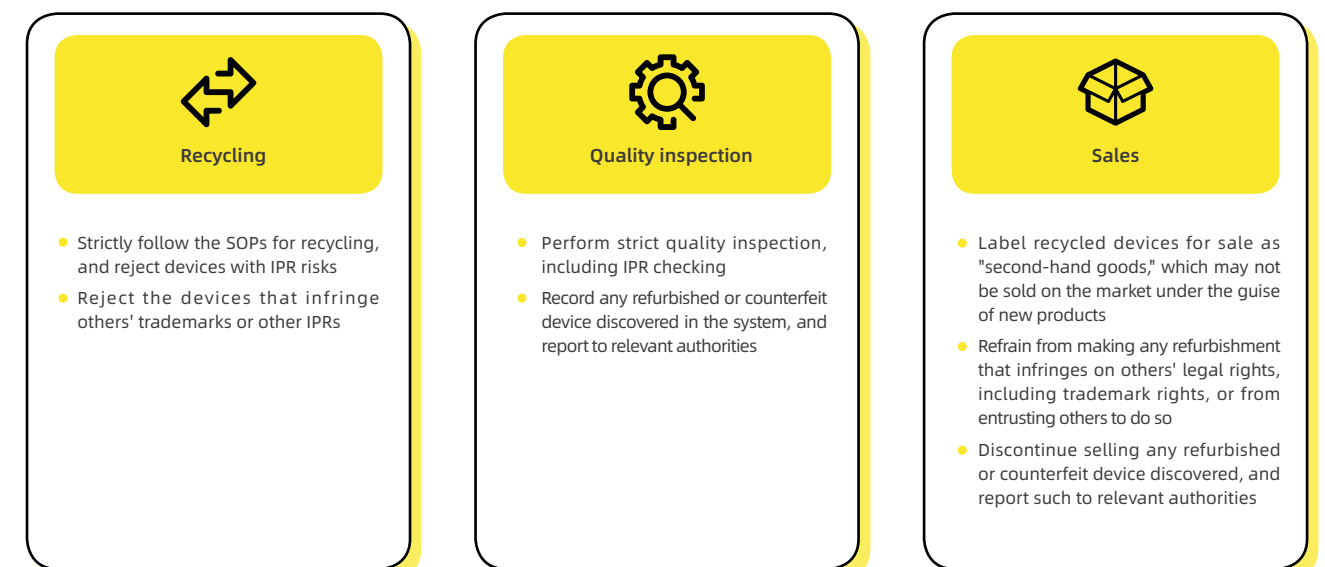 Recycling
Strictly follow the SOPs for recycling,
and reject devices with IPR risks
Reject the devices that infringe
others' trademarks or other IPRs
Quality inspection
Perform strict quality inspection,
including IPR checking
Record any refurbished or counterfeit
device discovered in the system, and
report to relevant authorities
Sales
Label recycled devices for sale as
"second-hand goods," which may not
be sold on the market under the guise
of new products
Refrain from making any refurbishment
that infringes on others' legal rights,
including trademark rights, or from
entrusting others to do so
Discontinue selling any refurbished
or counterfeit device discovered, and
report such to relevant authorities